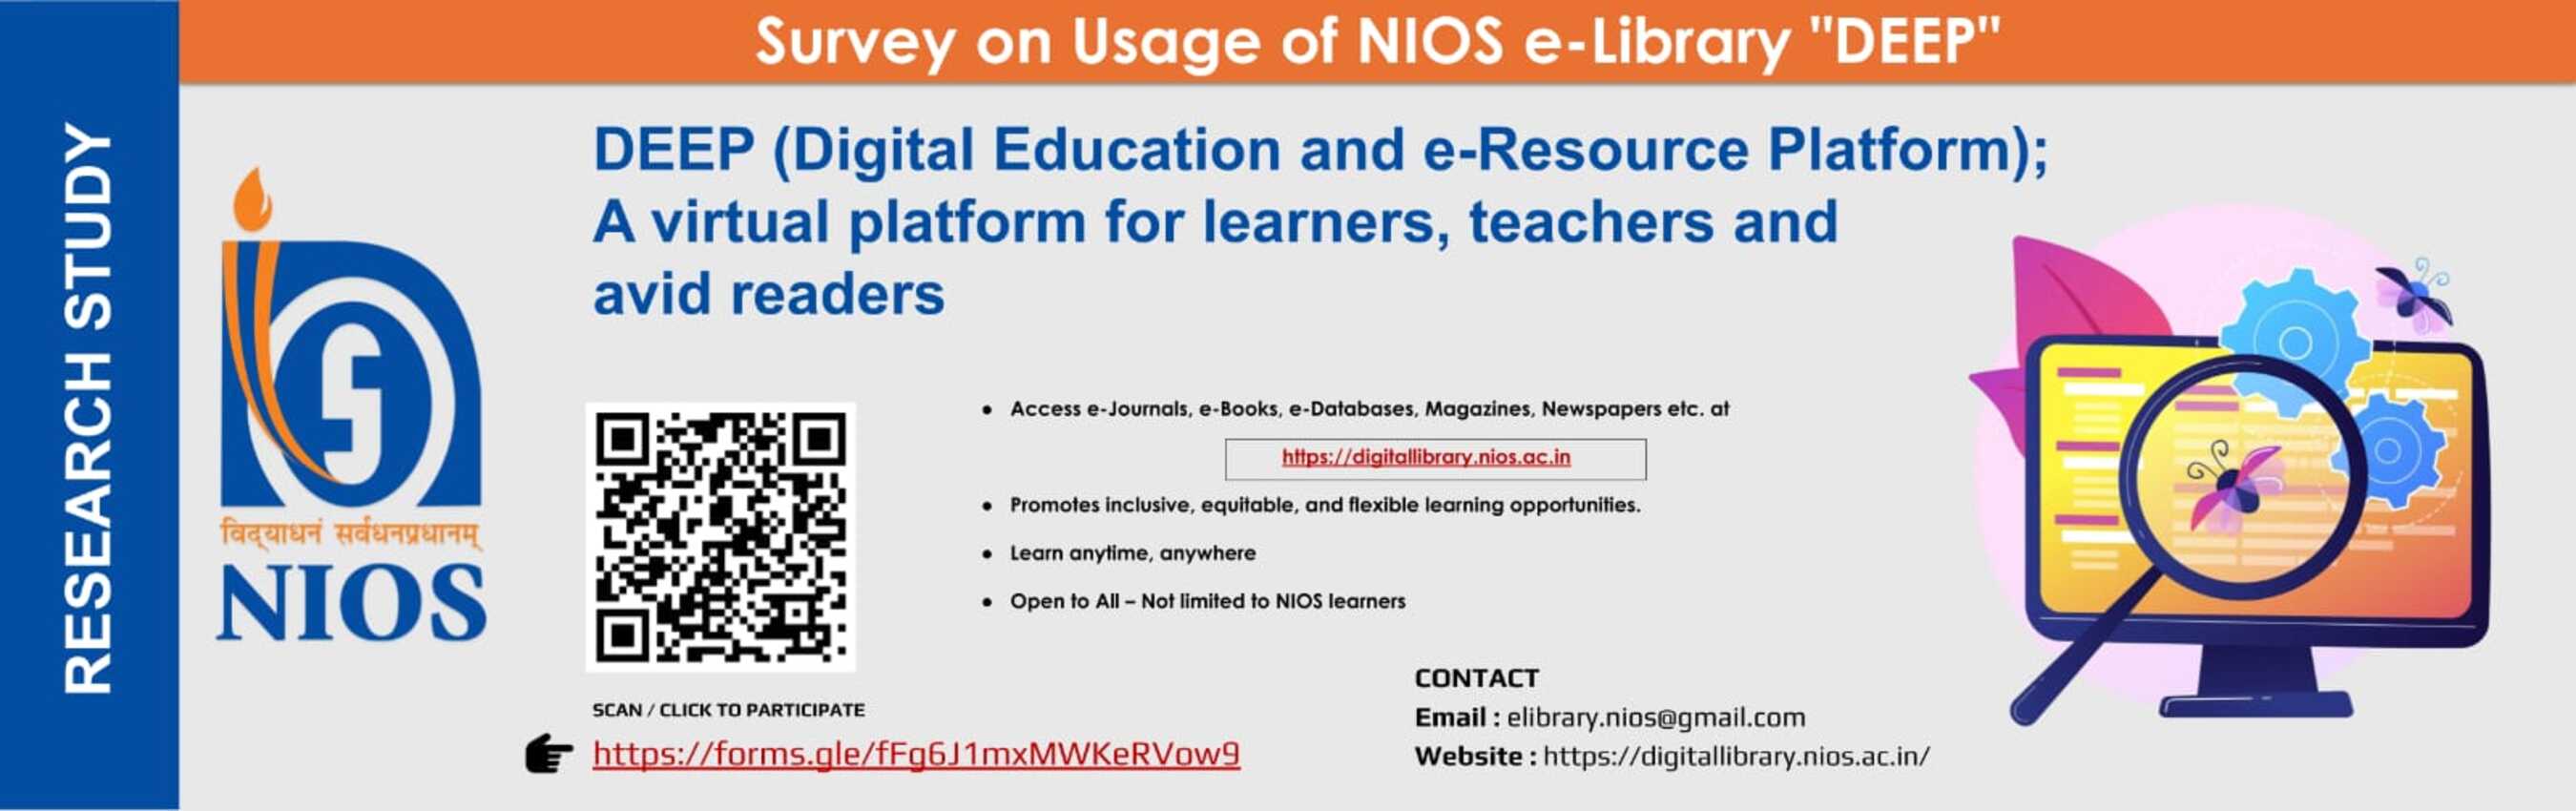 Survey on Usage of NIOS e-Library "DEEP"
RESEARCH STUDY
विद्याधनं सर्वधनप्रधानम्
NIOS
DEEP (Digital Education and e-Resource Platform);
A virtual platform for learners, teachers and
avid readers
• Access e-Journals, e-Books, e-Databases, Magazines, Newspapers etc. at
https://digitallibrary.nios.ac.in
• Promotes inclusive, equitable, and flexible learning opportunities.
• Learn anytime, anywhere
• Open to All – Not limited to NIOS learners
SCAN / CLICK TO PARTICIPATE
https://forms.gle/fFg6J1mxMWKeRVow9
CONTACT
Email : elibrary.nios@gmail.com
Website : https://digitallibrary.nios.ac.in/